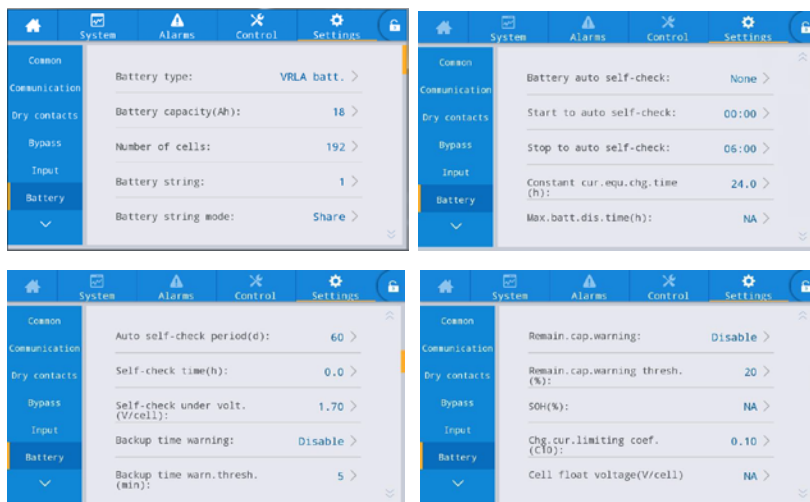 System Alarms Control Settings
Common
Communication
Dry contacts
Bypass
Input
Battery
Battery type: VRLA batt. >
Battery capacity(Ah): 18 >
Number of cells: 192 >
Battery string: 1 >
Battery string mode: Share >
System Alarms Control Settings
Common
Communication
Dry contacts
Bypass
Input
Battery
Battery auto self-check: None >
Start to auto self-check: 00:00 >
Stop to auto self-check: 06:00 >
Constant cur.equ.chg.time
(h): 24.0 >
Max.batt.dis.time(h): NA >
System Alarms Control Settings
Common
Communication
Dry contacts
Bypass
Input
Battery
Auto self-check period(d): 60 >
Self-check time(h): 0.0 >
Self-check under volt.
(V/cell): 1.70 >
Backup time warning: Disable >
Backup time warn.thresh.
(min): 5 >
System Alarms Control Settings
Common
Communication
Dry contacts
Bypass
Input
Battery
Remain.cap.warning: Disable >
Remain.cap.warning thresh.
(%): 20 >
SOH(%): NA >
Chg.cur.limiting coef.
(C10): 0.10 >
Cell float voltage(V/cell) NA >